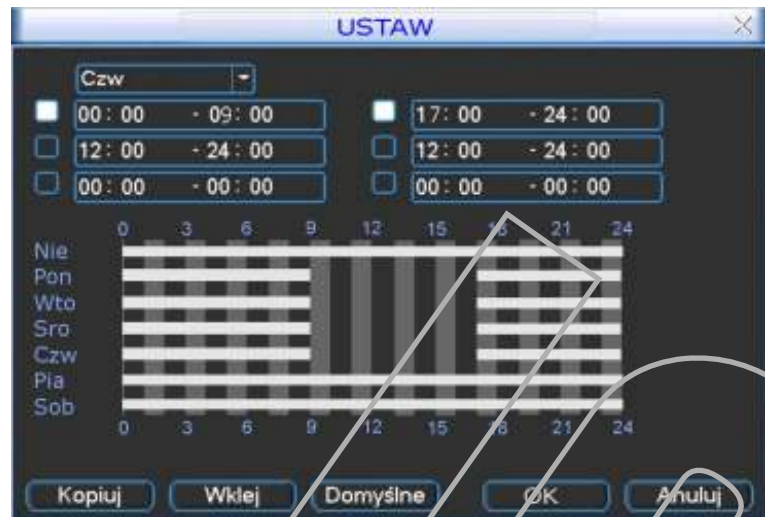 USTAW
Czw
00:00 - 09:00
17:00 - 24:00
12:00 - 24:00
12:00 - 24:00
00:00 - 00:00
00:00 - 00:00
0 3 6 9 12 15 18 21 24
Nie
Pon
Wto
Sro
Czw
Pia
Sob
0 3 6 9 12 15 18 21 24
Kopiuj Wklej Domyślne OK Anuluj